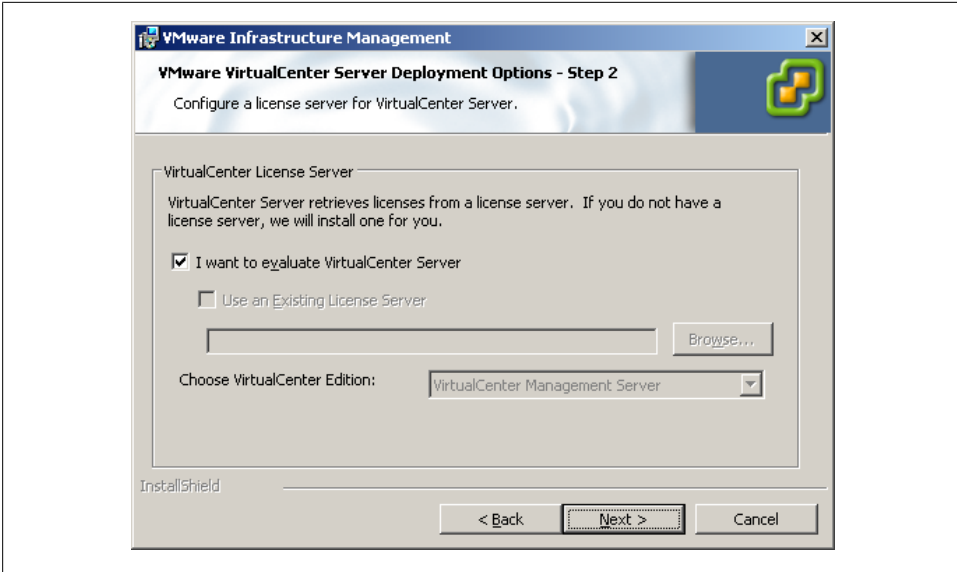 VMware Infrastructure Management
VMware VirtualCenter Server Deployment Options - Step 2
Configure a license server for VirtualCenter Server.
VirtualCenter License Server
VirtualCenter Server retrieves licenses from a license server. If you do not have a
license server, we will install one for you.
I want to evaluate VirtualCenter Server
Use an Existing License Server
Browse...
Choose VirtualCenter Edition:
VirtualCenter Management Server
InstallShield
< Back
Next >
Cancel